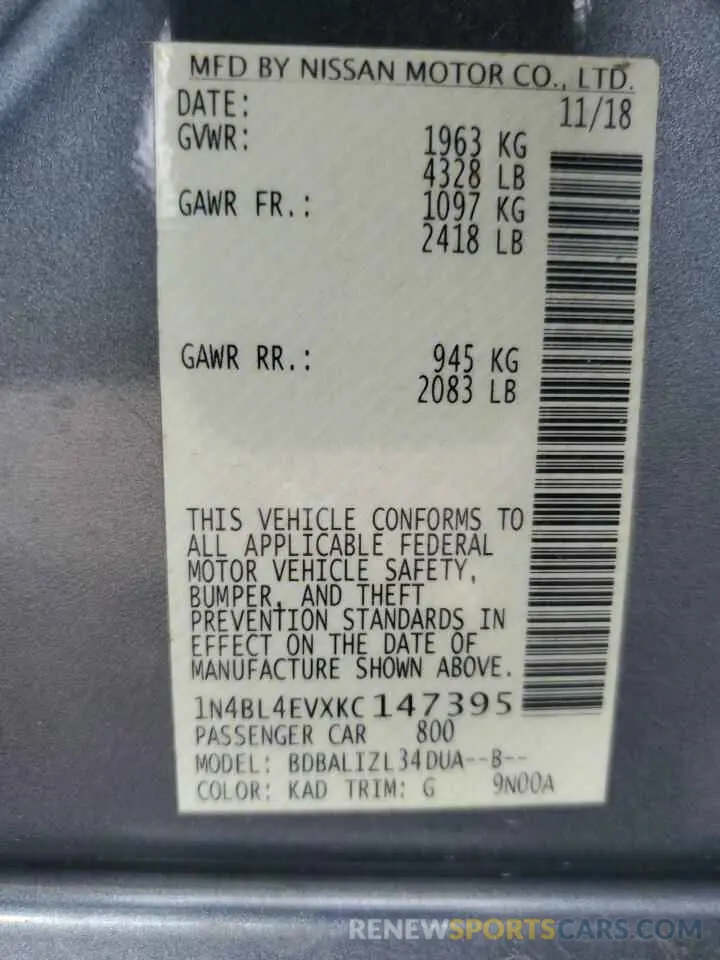 MFD BY NISSAN MOTOR CO., LTD.
DATE: 11/18
GVWR: 1963 KG
4328 LB
GAWR FR.: 1097 KG
2418 LB
GAWR RR.: 945 KG
2083 LB
THIS VEHICLE CONFORMS TO
ALL APPLICABLE FEDERAL
MOTOR VEHICLE SAFETY,
BUMPER, AND THEFT
PREVENTION STANDARDS IN
EFFECT ON THE DATE OF
MANUFACTURE SHOWN ABOVE.
1N4BL4EVXKC147395
PASSENGER CAR 800
MODEL: BDBALIZL34DUA--B--
COLOR: KAD TRIM: G 9N00A
RENEWSPORTSCARS.COM